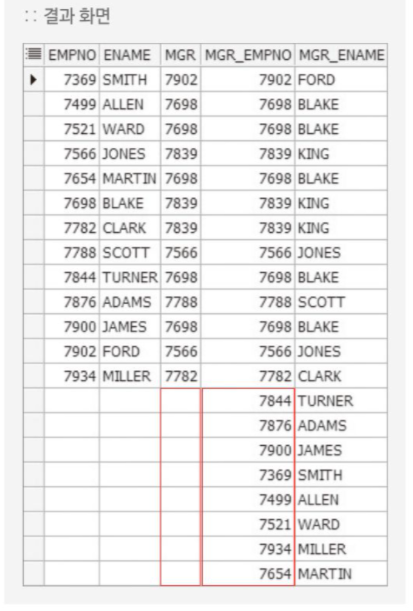 :: 결과 화면
EMPNO ENAME MGR MGR_EMPNO MGR_ENAME
7369 SMITH 7902 7902 FORD
7499 ALLEN 7698 7698 BLAKE
7521 WARD 7698 7698 BLAKE
7566 JONES 7839 7839 KING
7654 MARTIN 7698 7698 BLAKE
7698 BLAKE 7839 7839 KING
7782 CLARK 7839 7839 KING
7788 SCOTT 7566 7566 JONES
7844 TURNER 7698 7698 BLAKE
7876 ADAMS 7788 7788 SCOTT
7900 JAMES 7698 7698 BLAKE
7902 FORD 7566 7566 JONES
7934 MILLER 7782 7782 CLARK
7844 TURNER
7876 ADAMS
7900 JAMES
7369 SMITH
7499 ALLEN
7521 WARD
7934 MILLER
7654 MARTIN